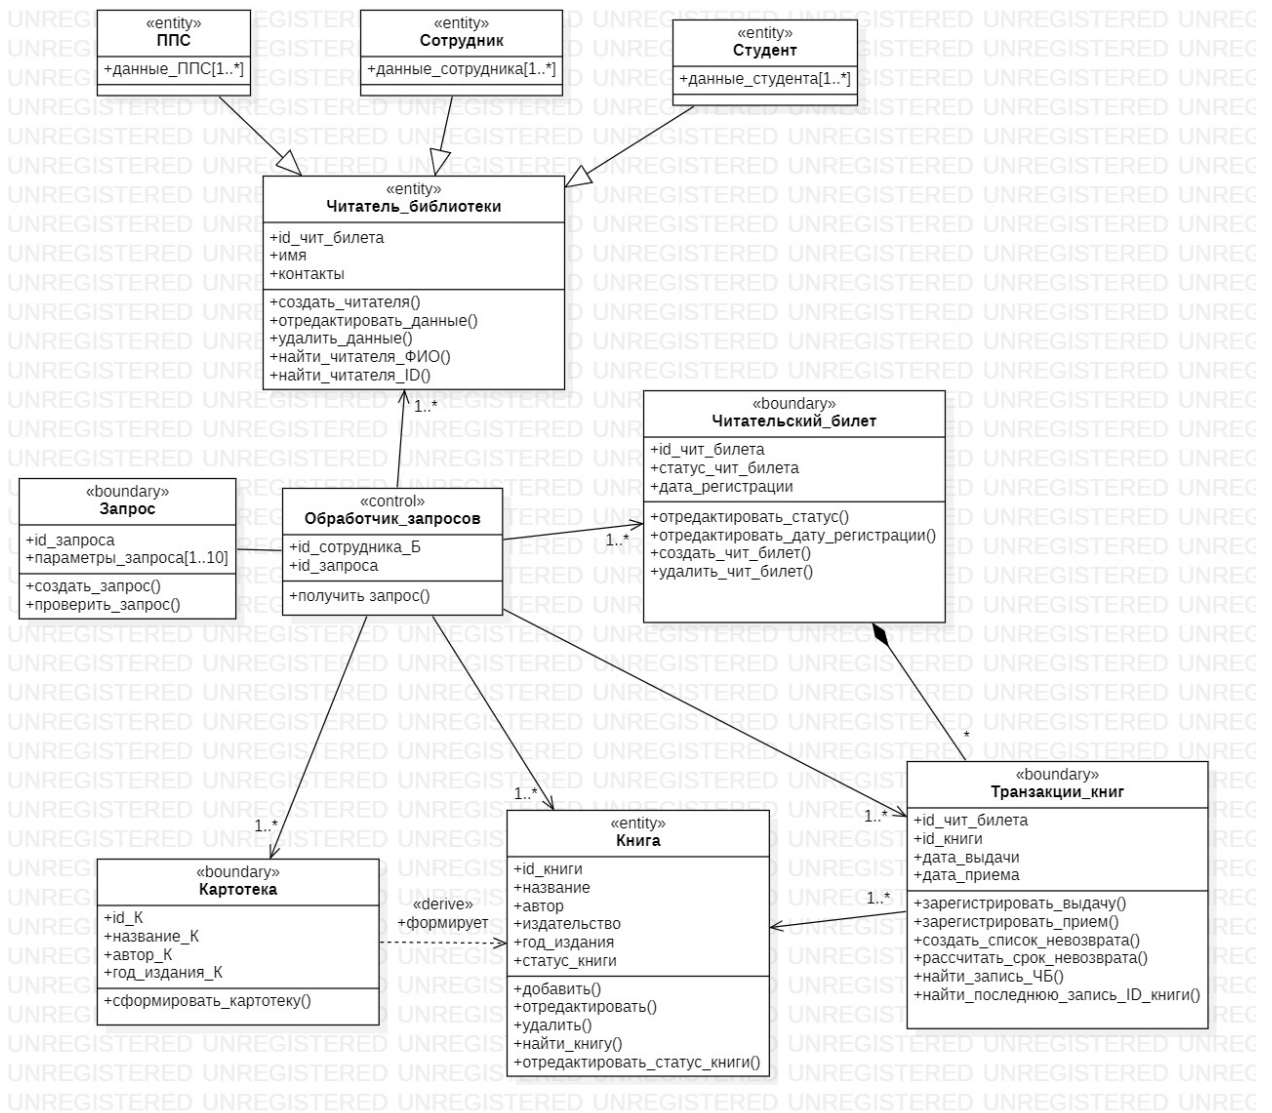 «entity»
ППС
+данные_ППС[1..*]
«entity»
Сотрудник
+данные_сотрудника[1..*]
«entity»
Студент
+данные_студента[1..*]
«entity»
Читатель_библиотеки
+id_чит_билета
+имя
+контакты
+создать_читателя()
+отредактировать_данные()
+удалить_данные()
+найти_читателя_ФИО()
+найти_читателя_ID()
1..*
«boundary»
Читательский_билет
+id_чит_билета
+статус_чит_билета
+дата_регистрации
+отредактировать_статус()
+отредактировать_дату_регистрации()
+создать_чит_билет()
+удалить_чит_билет()
«boundary»
Запрос
+id_запроса
+параметры_запроса[1..10]
+создать_запрос()
+проверить_запрос()
«control»
Обработчик_запросов
+id_сотрудника_Б
+id_запроса
+получить запрос()
1..*
*
1..*
1..*
1..*
«boundary»
Транзакции_книг
+id_чит_билета
+id_книги
+дата_выдачи
+дата_приема
+зарегистрировать_выдачу()
+зарегистрировать_прием()
+создать_список_невозврата()
+рассчитать_срок_невозврата()
+найти_запись_ЧБ()
+найти_последнюю_запись_ID_книги()
1..*
«entity»
Книга
+id_книги
+название
+автор
+издательство
+год_издания
+статус_книги
+добавить()
+отредактировать()
+удалить()
+найти_книгу()
+отредактировать_статус_книги()
«derive»
+формирует
«boundary»
Картотека
+id_К
+название_К
+автор_К
+год_издания_К
+сформировать_картотеку()
UNREGISTERED